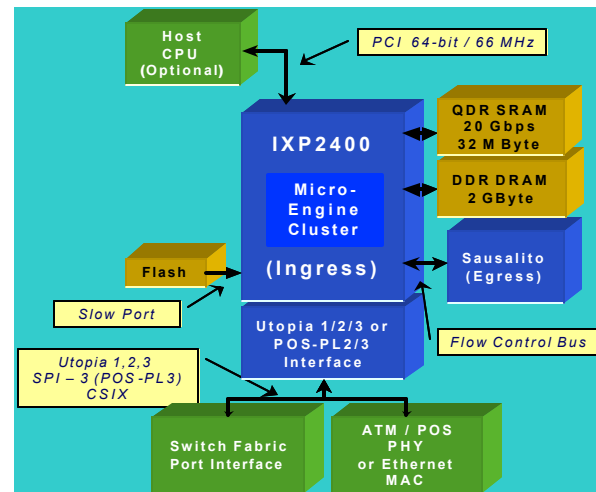 Host
CPU
(Optional)
PCI 64-bit / 66 MHz
QDR SRAM
20 Gbps
32 M Byte
IXP2400
DDR DRAM
2 GByte
Micro-
Engine
Cluster
Sausalito
(Egress)
Flash
(Ingress)
Slow Port
Utopia 1/2/3 or
POS-PL2/3
Interface
Flow Control Bus
Utopia 1,2,3
SPI – 3 (POS-PL3)
CSIX
Switch Fabric
Port Interface
ATM / POS
PHY
or Ethernet
MAC